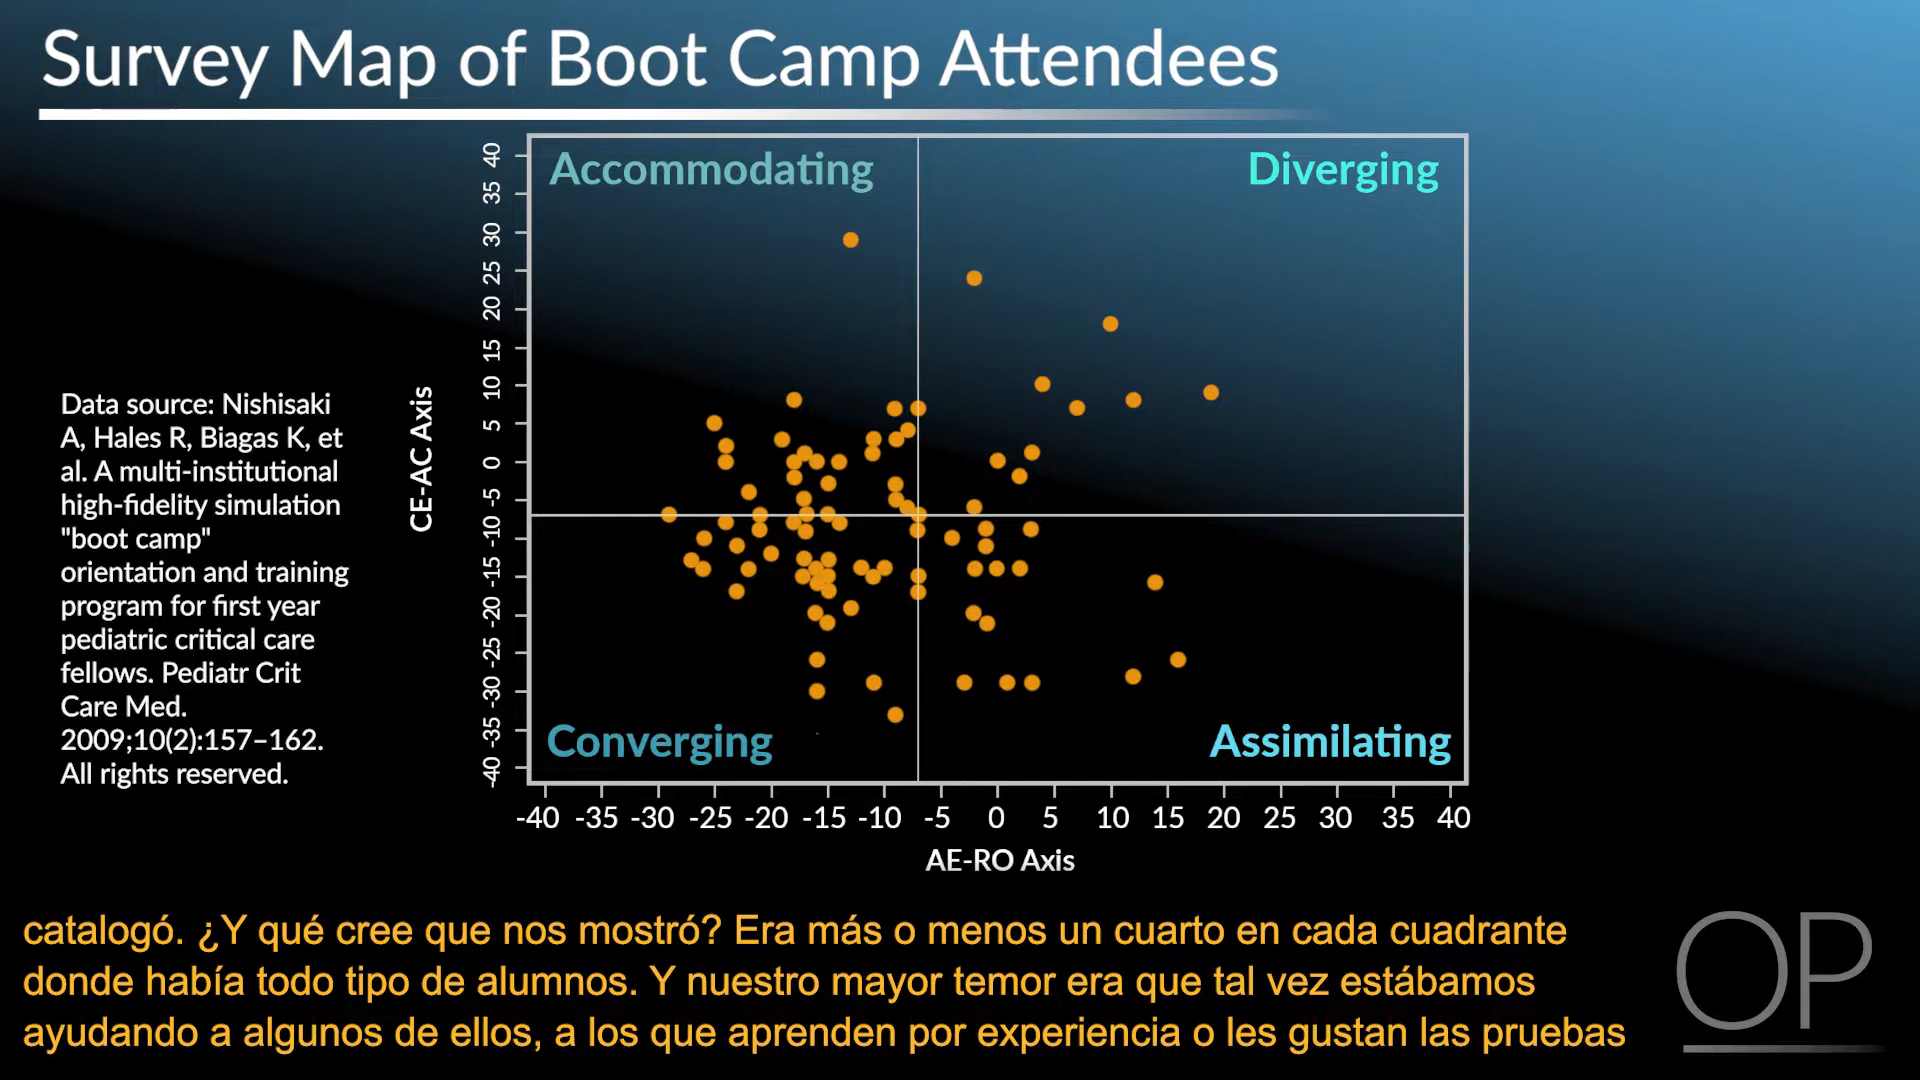 Survey Map of Boot Camp Attendees
Accommodating
Diverging
40
35
30
25
20
15
10
5
0
-5
-10
-15
-20
-25
-30
-35
-40
CE-AC Axis
Data source: Nishisaki
A, Hales R, Biagas K, et
al. A multi-institutional
high-fidelity simulation
"boot camp"
orientation and training
program for first year
pediatric critical care
fellows. Pediatr Crit
Care Med.
2009;10(2):157–162.
All rights reserved.
Converging
Assimilating
-40 -35 -30 -25 -20 -15 -10 -5 0 5 10 15 20 25 30 35 40
AE-RO Axis
catalogó. ¿Y qué cree que nos mostró? Era más o menos un cuarto en cada cuadrante
donde había todo tipo de alumnos. Y nuestro mayor temor era que tal vez estábamos
ayudando a algunos de ellos, a los que aprenden por experiencia o les gustan las pruebas
OP